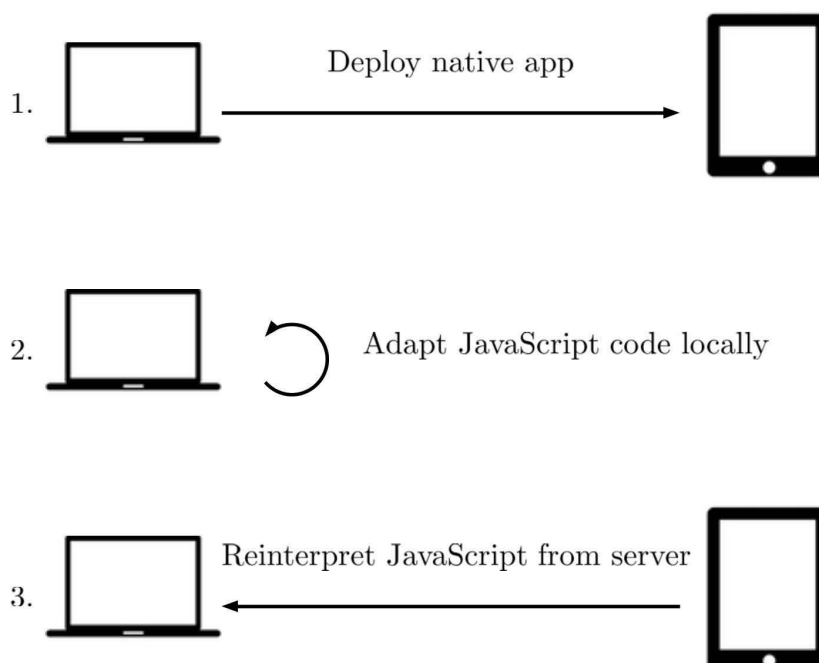 Deploy native app
1.
2.
Adapt JavaScript code locally
Reinterpret JavaScript from server
3.